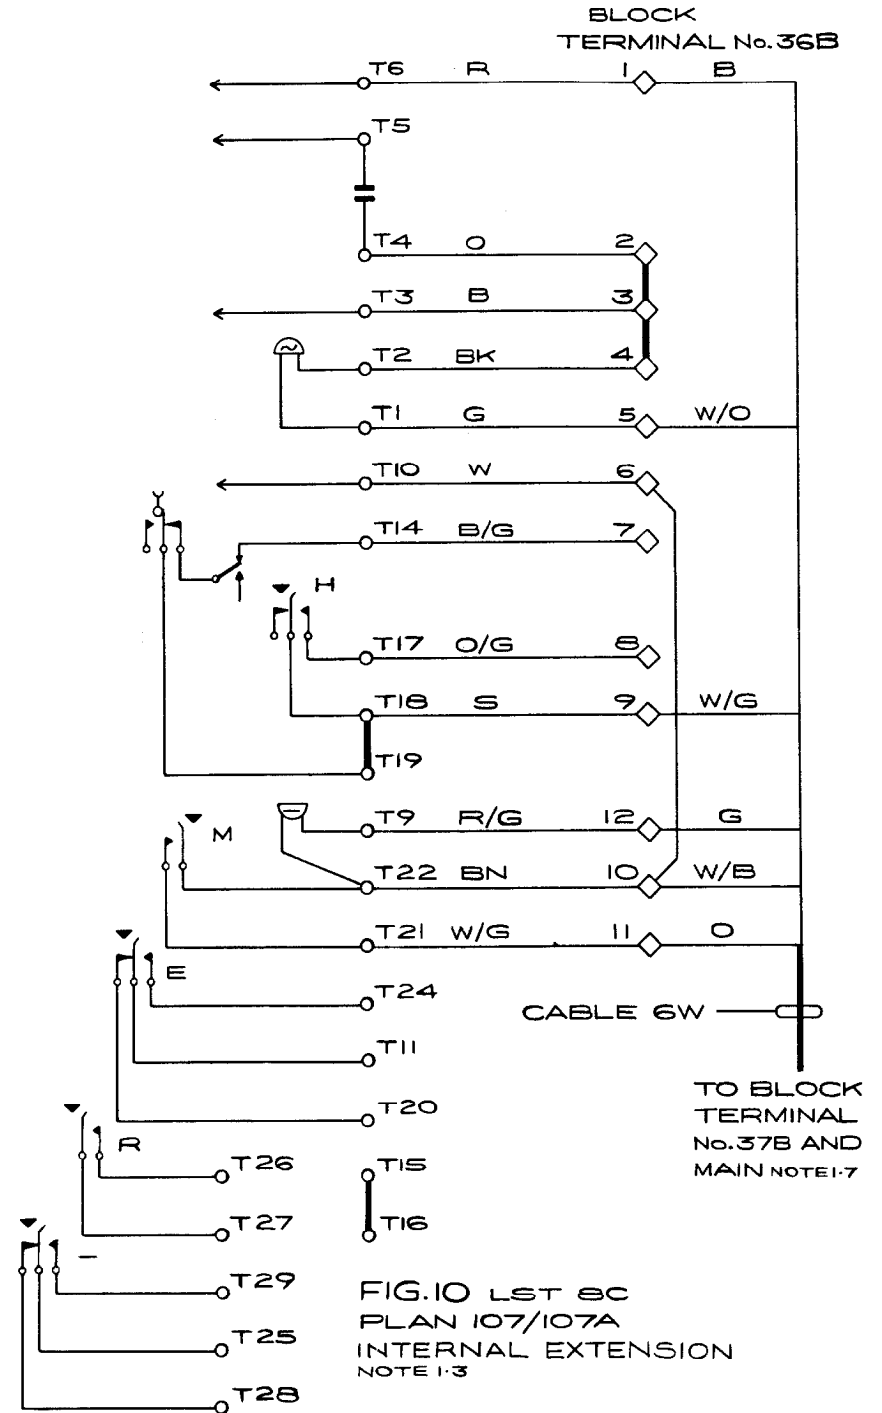 BLOCK
TERMINAL No. 36B
T6 R 1 B
T5
T4 O 2
T3 B 3
T2 BK 4
T1 G 5 W/O
T10 W 6
T14 B/G 7
H
T17 O/G 8
T18 S 9 W/G
T19
T9 R/G 12 G
M
T22 BN 10 W/B
T21 W/G 11 O
E
T24
CABLE 6W
T11
TO BLOCK
TERMINAL
No. 37B AND
MAIN NOTE 1·7
T20
R
T26 T15
T27 T16
–
T29
T25
T28
FIG. 10 LST 8C
PLAN 107/107A
INTERNAL EXTENSION
NOTE 1·3